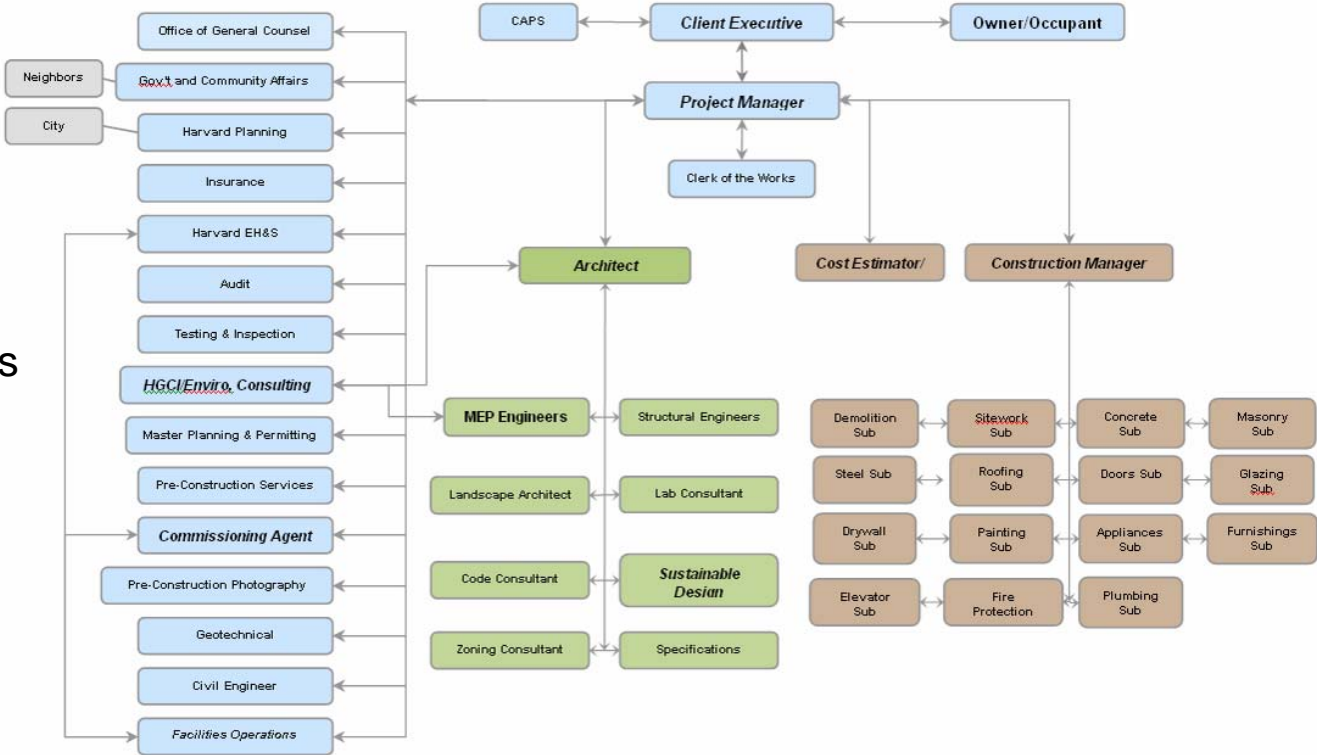 CAPS
Client Executive
Owner/Occupant
Project Manager
Clerk of the Works
Office of General Counsel
Neighbors
Gov't and Community Affairs
City
Harvard Planning
Insurance
Harvard EH&S
Audit
Testing & Inspection
s
HGCI/Enviro. Consulting
Master Planning & Permitting
Pre-Construction Services
Commissioning Agent
Pre-Construction Photography
Geotechnical
Civil Engineer
Facilities Operations
Architect
MEP Engineers
Structural Engineers
Landscape Architect
Lab Consultant
Code Consultant
Sustainable
Design
Zoning Consultant
Specifications
Cost Estimator/
Construction Manager
Demolition
Sub
Sitework
Sub
Concrete
Sub
Masonry
Sub
Steel Sub
Roofing
Sub
Doors Sub
Glazing
Sub
Drywall
Sub
Painting
Sub
Appliances
Sub
Furnishings
Sub
Elevator
Sub
Fire
Protection
Plumbing
Sub